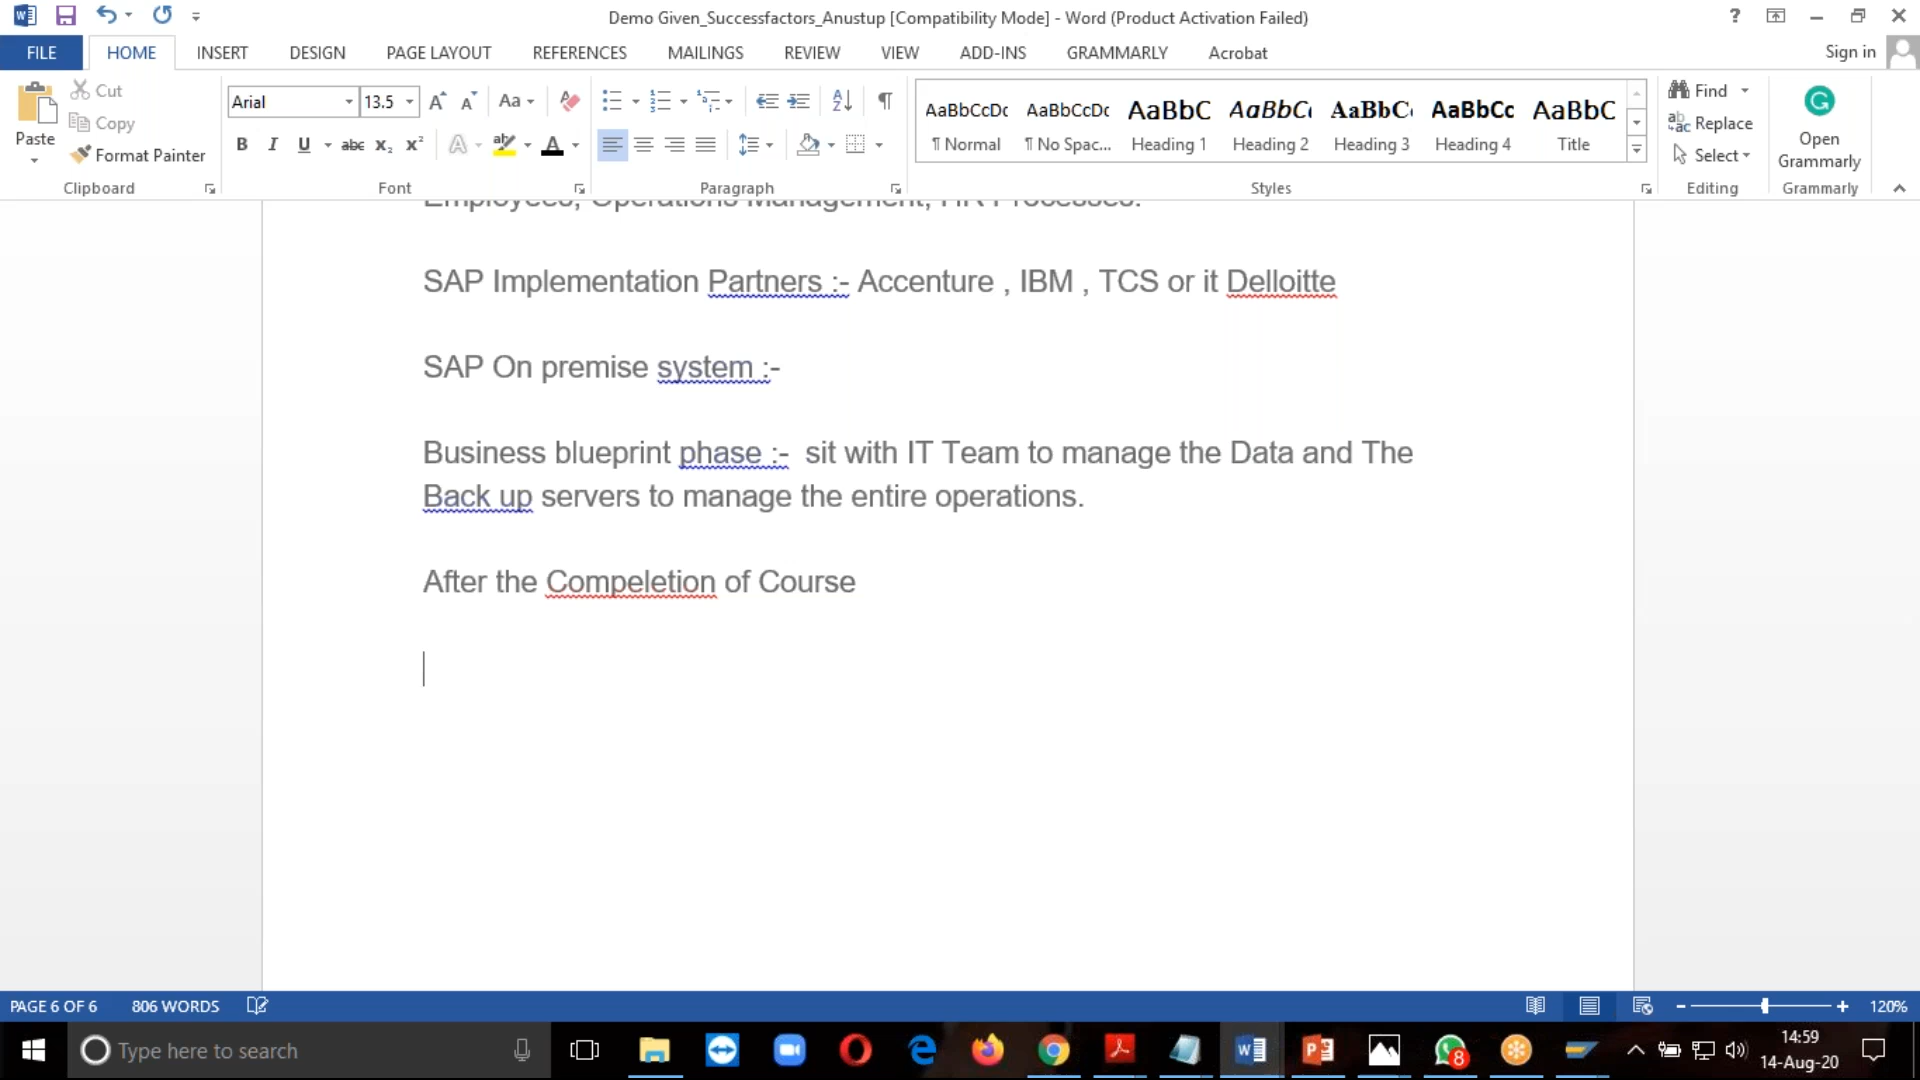 Demo Given_Successfactors_Anustup [Compatibility Mode] - Word (Product Activation Failed)
FILE HOME INSERT DESIGN PAGE LAYOUT REFERENCES MAILINGS REVIEW VIEW ADD-INS GRAMMARLY Acrobat Sign in
Paste
Cut
Copy
Format Painter
Clipboard
Arial 13.5
Font
Paragraph
AaBbCcDc AaBbCcDc AaBbC AaBbCc AaBbC AaBbCc AaBbC
¶ Normal ¶ No Spac... Heading 1 Heading 2 Heading 3 Heading 4 Title
Styles
Find
Replace
Select
Editing
Open
Grammarly
Grammarly
Employees, Operations Management, HR Processes.
SAP Implementation Partners :- Accenture , IBM , TCS or it Delloitte
SAP On premise system :-
Business blueprint phase :-  sit with IT Team to manage the Data and The
Back up servers to manage the entire operations.
After the Compeletion of Course
PAGE 6 OF 6 806 WORDS 120%
Type here to search
8
14:59
14-Aug-20